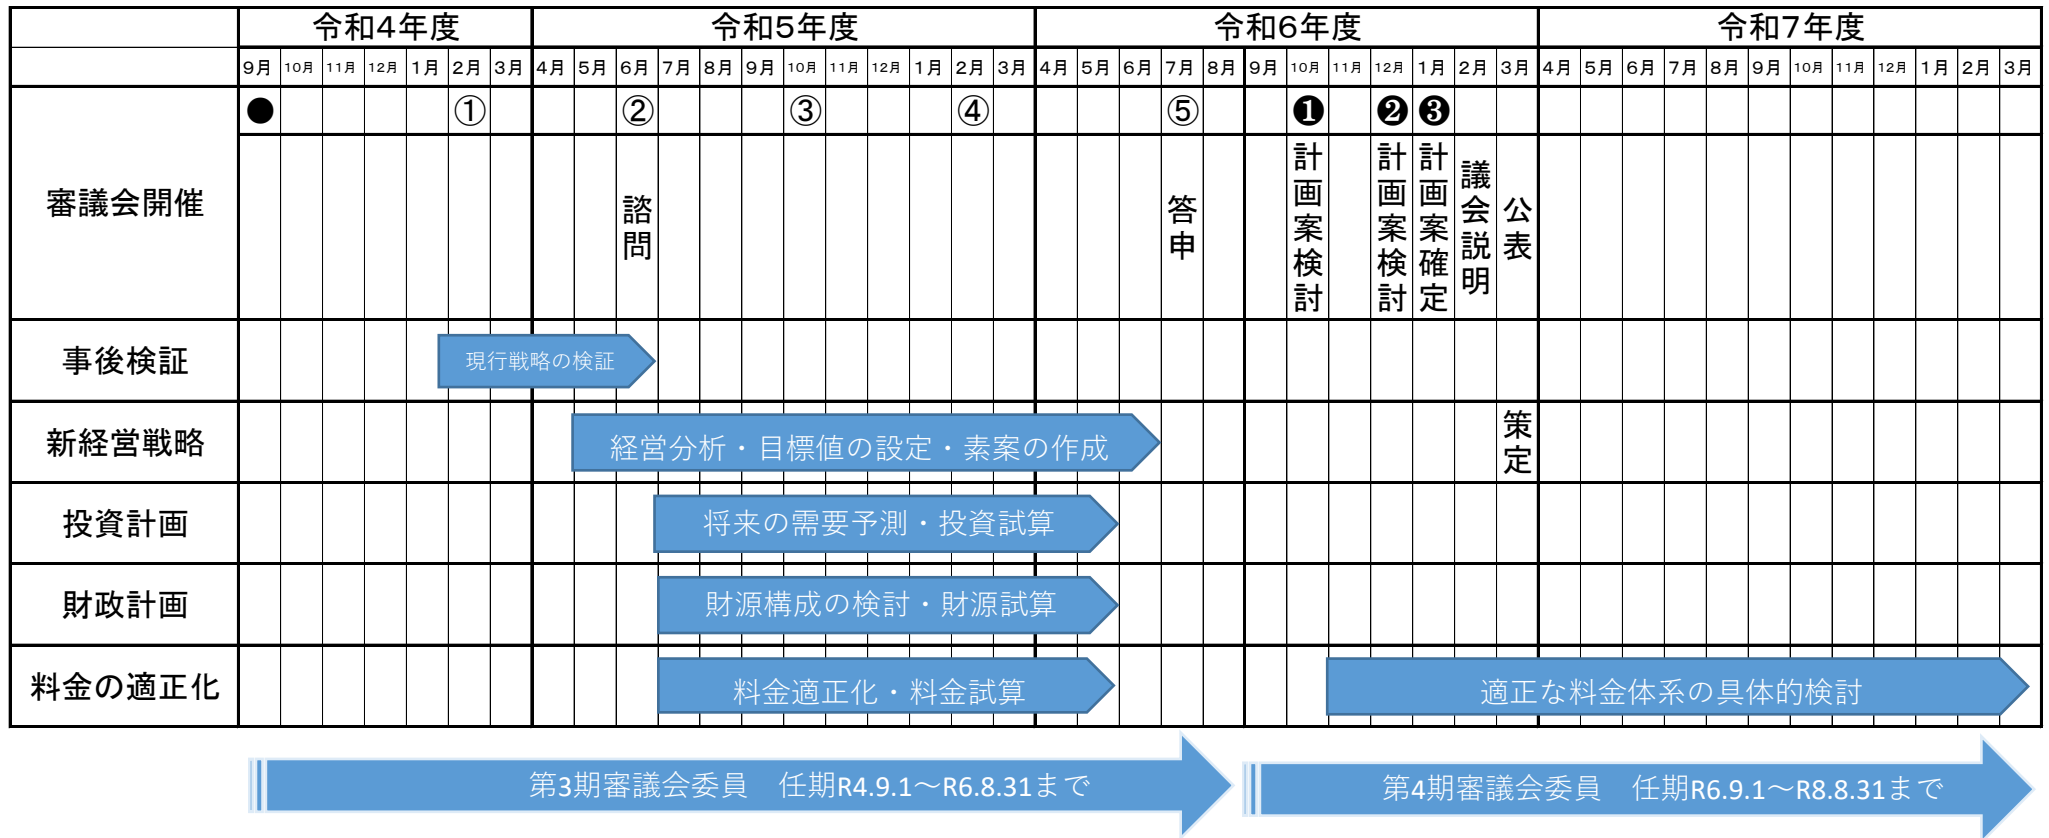 令和4年度 令和5年度 令和6年度 令和7年度
9月 10月 11月 12月 1月 2月 3月 4月 5月 6月 7月 8月 9月 10月 11月 12月 1月 2月 3月 4月 5月 6月 7月 8月 9月 10月 11月 12月 1月 2月 3月 4月 5月 6月 7月 8月 9月 10月 11月 12月 1月 2月 3月
● ① ② ③ ④ ⑤ ❶ ❷ ❸
審議会開催 諮問 答申 計画案検討 計画案検討 計画案確定 議会説明 公表
事後検証 現行戦略の検証
新経営戦略 経営分析・目標値の設定・素案の作成 策定
投資計画 将来の需要予測・投資試算
財政計画 財源構成の検討・財源試算
料金の適正化 料金適正化・料金試算 適正な料金体系の具体的検討
第3期審議会委員　任期R4.9.1～R6.8.31まで
第4期審議会委員　任期R6.9.1～R8.8.31まで